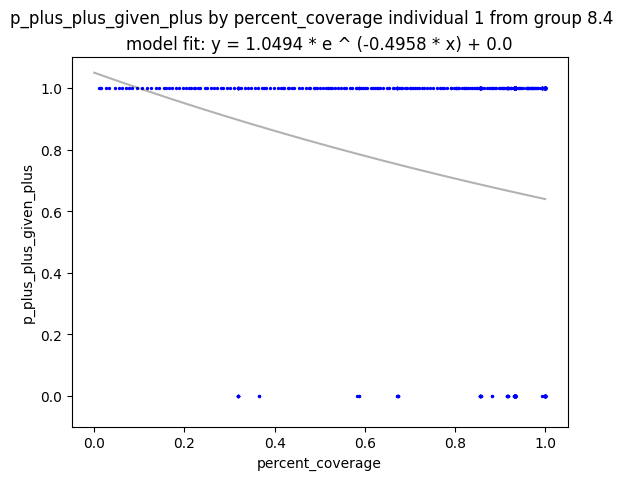 p_plus_plus_given_plus by percent_coverage individual 1 from group 8.4
model fit: y = 1.0494 * e ^ (-0.4958 * x) + 0.0
1.0
0.8
0.6
0.4
0.2
0.0
p_plus_plus_given_plus
0.0 0.2 0.4 0.6 0.8 1.0
percent_coverage